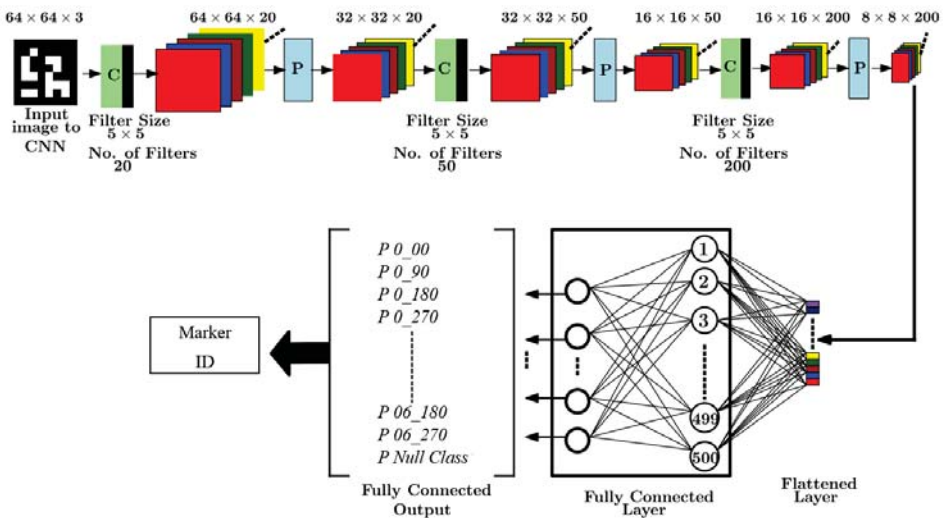 64 × 64 × 3
64 × 64 × 20
32 × 32 × 20
32 × 32 × 50
16 × 16 × 50
16 × 16 × 200
8 × 8 × 200
C
P
C
P
C
P
Input
image to
CNN
Filter Size
5 × 5
No. of Filters
20
Filter Size
5 × 5
No. of Filters
50
Filter Size
5 × 5
No. of Filters
200
P 0_00
P 0_90
P 0_180
P 0_270
P 06_180
P 06_270
P Null Class
Marker
ID
1
2
3
499
500
Fully Connected
Output
Fully Connected
Layer
Flattened
Layer